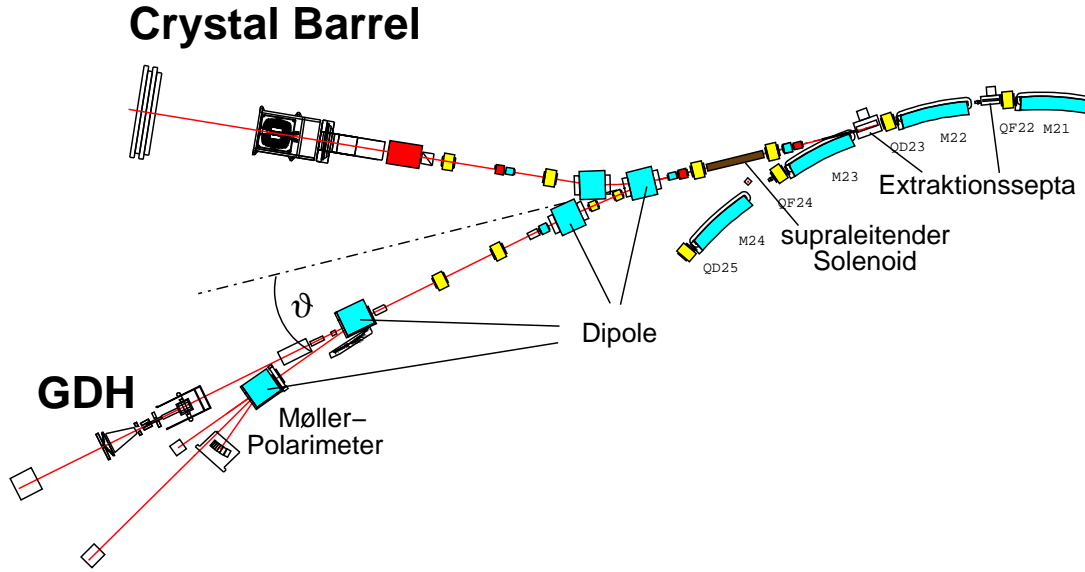 Crystal Barrel
QF22 M21
M22
QD23
M23
Extraktionssepta
QF24
M24
supraleitender
Solenoid
QD25
ϑ
Dipole
GDH
Møller–
Polarimeter